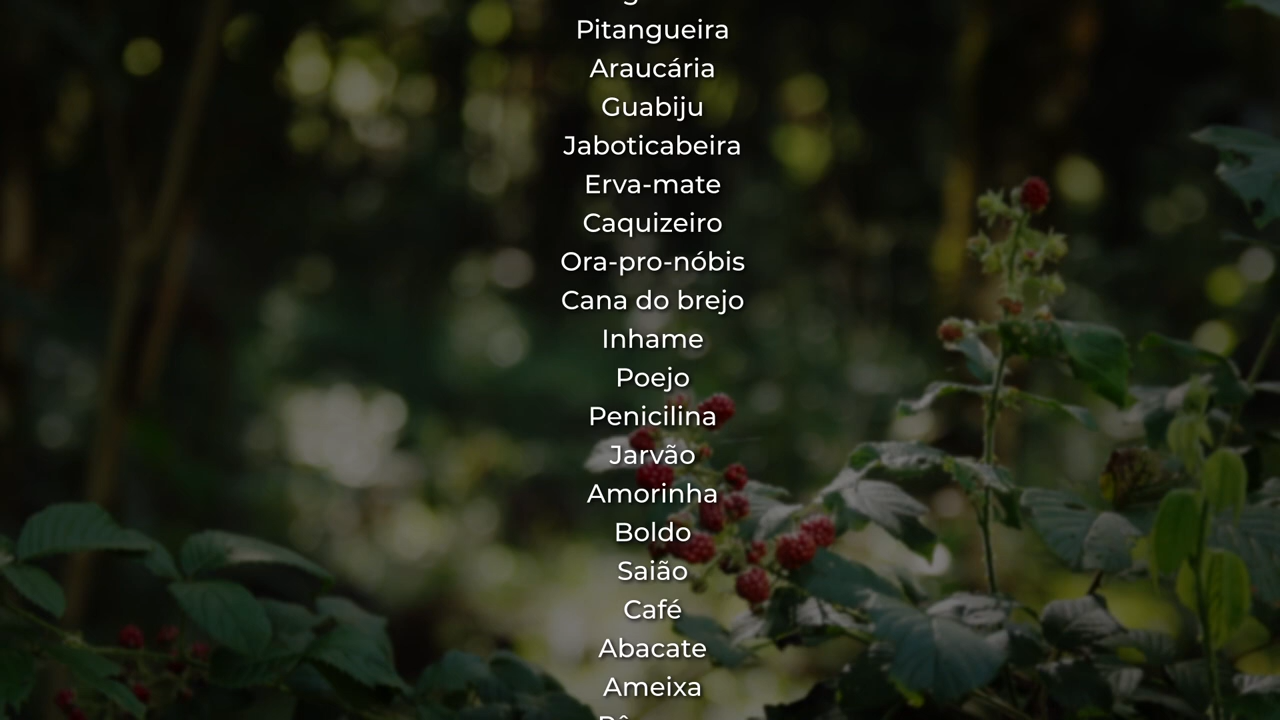 Pitangueira
Araucária
Guabiju
Jaboticabeira
Erva-mate
Caquizeiro
Ora-pro-nóbis
Cana do brejo
Inhame
Poejo
Penicilina
Jarvão
Amorinha
Boldo
Saião
Café
Abacate
Ameixa